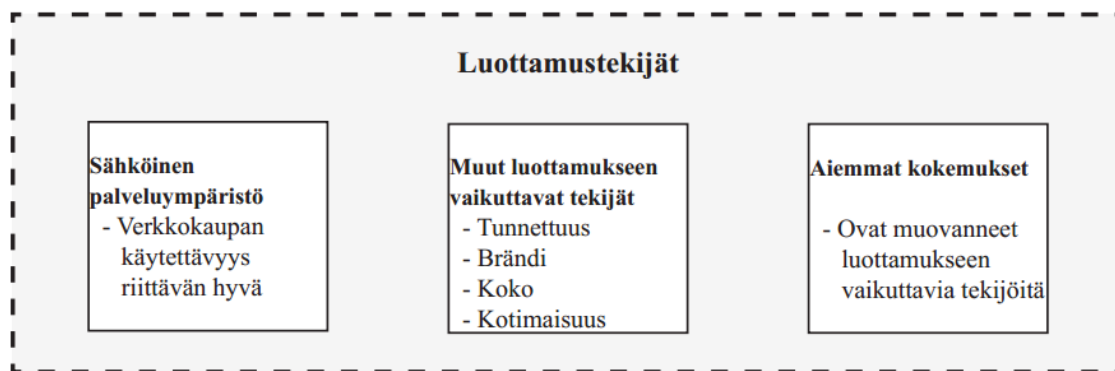 Luottamustekijät
Sähköinen
palveluympäristö
- Verkkokaupan
käytettävyys
riittävän hyvä
Muut luottamukseen
vaikuttavat tekijät
- Tunnettuus
- Brändi
- Koko
- Kotimaisuus
Aiemmat kokemukset
- Ovat muovanneet
luottamukseen
vaikuttavia tekijöitä